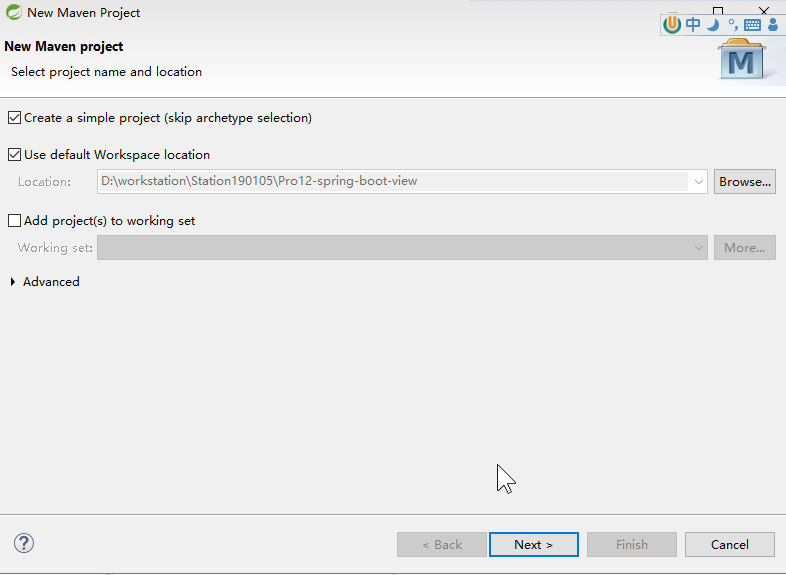 New Maven Project
中
New Maven project
Select project name and location
M
Create a simple project (skip archetype selection)
Use default Workspace location
Location: D:\workstation\Station190105\Pro12-spring-boot-view Browse...
Add project(s) to working set
Working set: More...
Advanced
? < Back Next > Finish Cancel